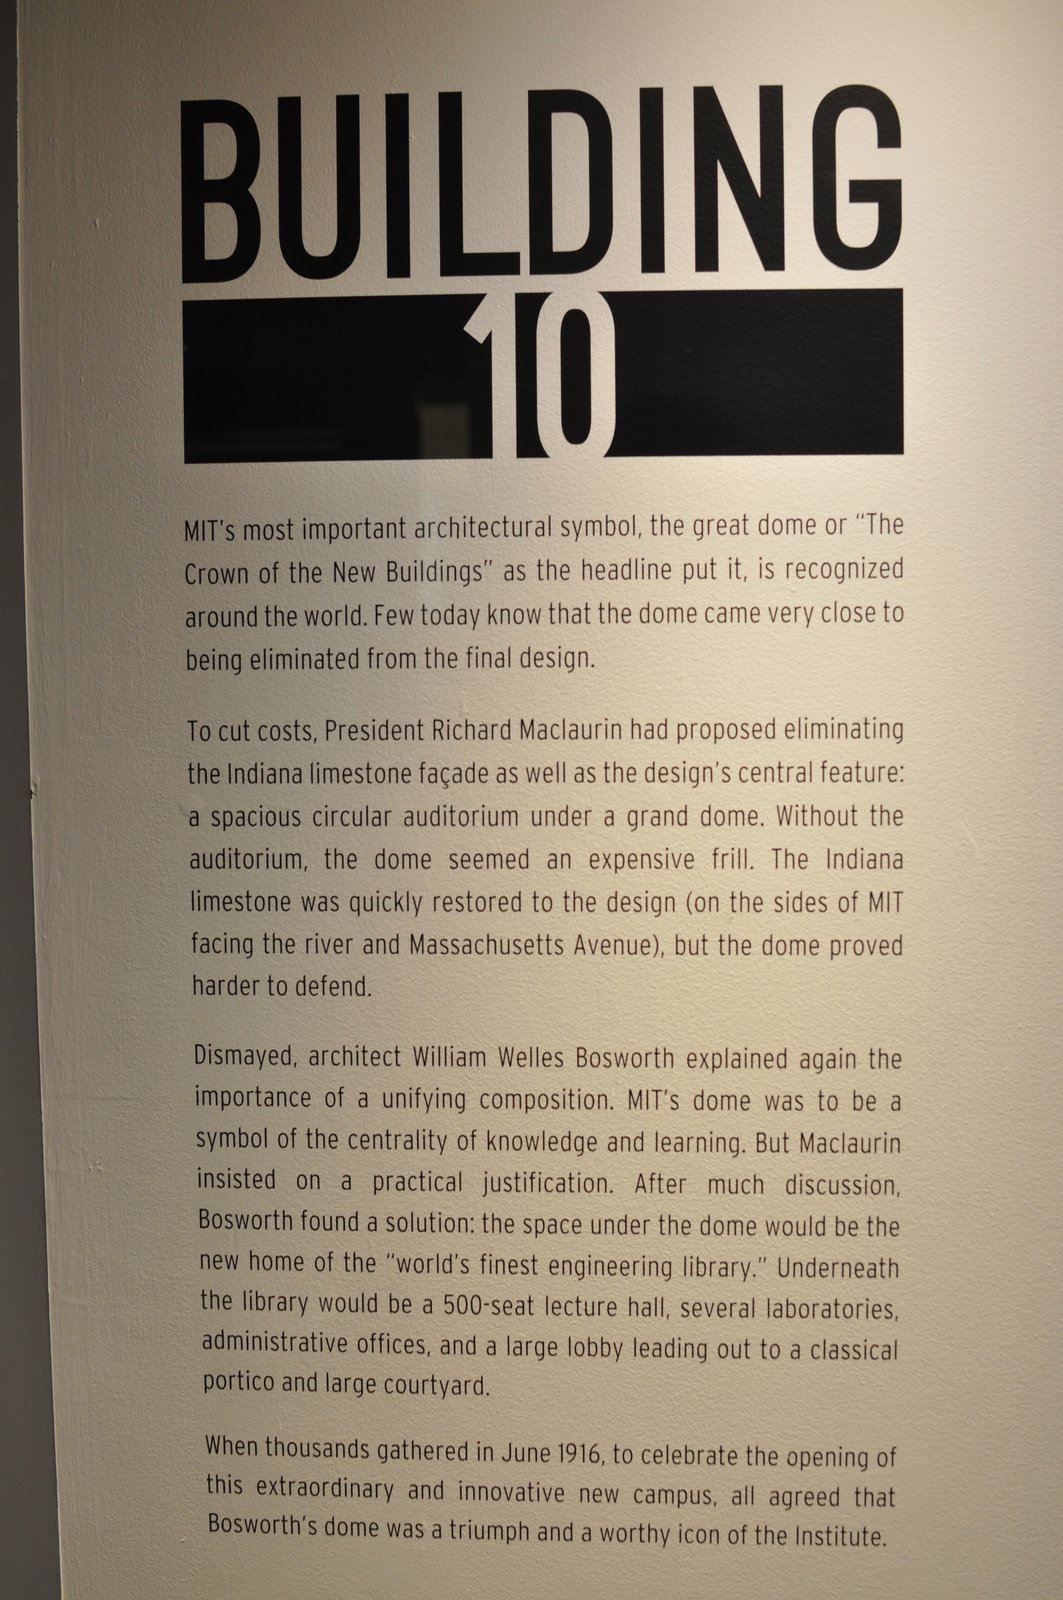 BUILDING
10
MIT's most important architectural symbol, the great dome or "The
Crown of the New Buildings" as the headline put it, is recognized
around the world. Few today know that the dome came very close to
being eliminated from the final design.
To cut costs, President Richard Maclaurin had proposed eliminating
the Indiana limestone façade as well as the design's central feature:
a spacious circular auditorium under a grand dome. Without the
auditorium, the dome seemed an expensive frill. The Indiana
limestone was quickly restored to the design (on the sides of MIT
facing the river and Massachusetts Avenue), but the dome proved
harder to defend.
Dismayed, architect William Welles Bosworth explained again the
importance of a unifying composition. MIT's dome was to be a
symbol of the centrality of knowledge and learning. But Maclaurin
insisted on a practical justification. After much discussion,
Bosworth found a solution: the space under the dome would be the
new home of the "world's finest engineering library." Underneath
the library would be a 500-seat lecture hall, several laboratories,
administrative offices, and a large lobby leading out to a classical
portico and large courtyard.
When thousands gathered in June 1916, to celebrate the opening of
this extraordinary and innovative new campus, all agreed that
Bosworth's dome was a triumph and a worthy icon of the Institute.